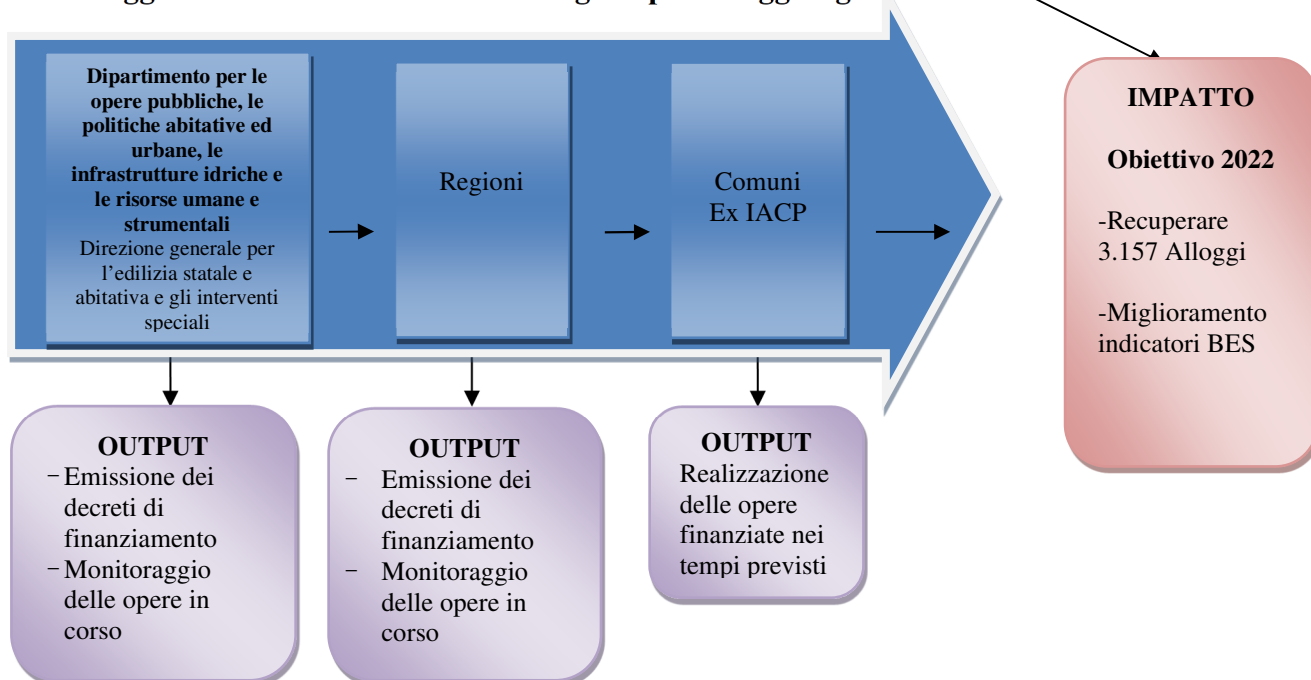 Dipartimento per le
opere pubbliche, le
politiche abitative ed
urbane, le
infrastrutture idriche e
le risorse umane e
strumentali
Direzione generale per
l'edilizia statale e
abitativa e gli interventi
speciali
Regioni
Comuni
Ex IACP
IMPATTO
Obiettivo 2022
-Recuperare
3.157 Alloggi
-Miglioramento
indicatori BES
OUTPUT
– Emissione dei
decreti di
finanziamento
– Monitoraggio
delle opere in
corso
OUTPUT
– Emissione dei
decreti di
finanziamento
– Monitoraggio
delle opere in
corso
OUTPUT
Realizzazione
delle opere
finanziate nei
tempi previsti